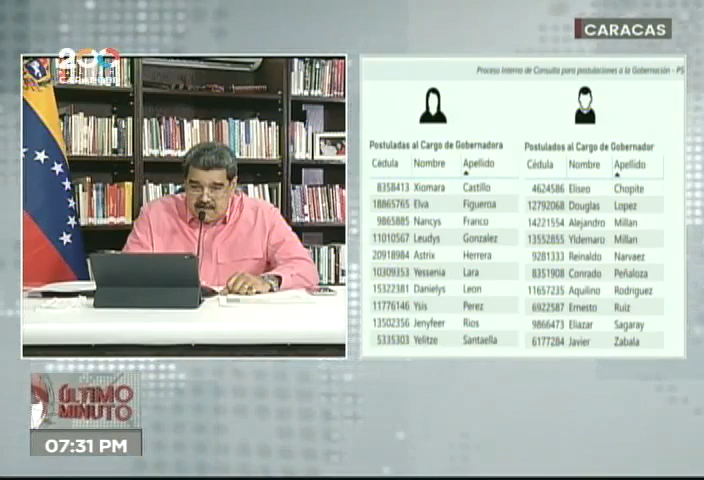 CARACAS
200
Proceso Interno de Consulta para postulaciones a la Gobernación - PS
Postuladas al Cargo de Gobernadora
Cédula Nombre Apellido
8358413 Xiomara Castillo
18865765 Elva Figueroa
9865885 Nancys Franco
11010567 Leudys Gonzalez
20918984 Astrix Herrera
10309353 Yessenia Lara
15322381 Danielys Leon
11776146 Ysis Perez
13502356 Jenyfeer Rios
5335303 Yelitze Santaella
Postulados al Cargo de Gobernador
Cédula Nombre Apellido
4624586 Eliseo Chopite
12792068 Douglas Lopez
14221554 Alejandro Millan
13552855 Yldemaro Millan
9281333 Reinaldo Narvaez
8351908 Conrado Peñaloza
11657235 Aquilino Rodriguez
6922587 Ernesto Ruiz
9866473 Eliazar Sagaray
6177284 Javier Zabala
ÚLTIMO
MINUTO
07:31 PM